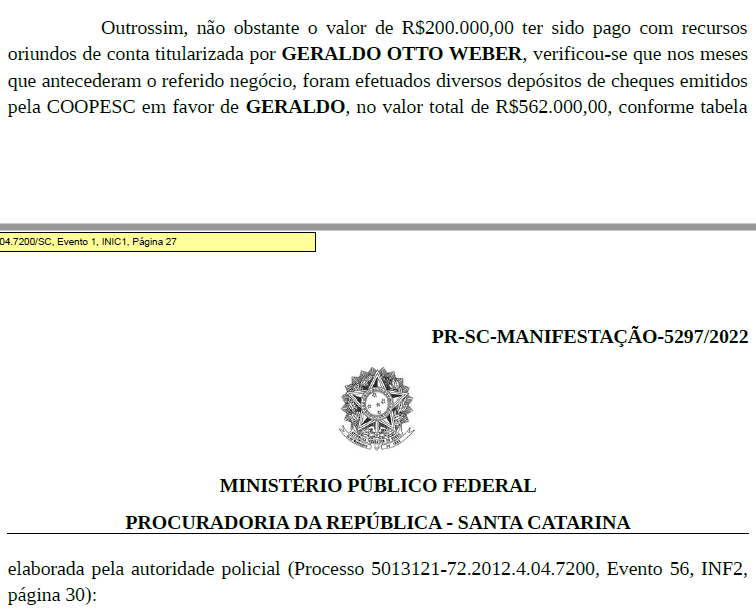 Outrossim, não obstante o valor de R$200.000,00 ter sido pago com recursos
oriundos de conta titularizada por GERALDO OTTO WEBER, verificou-se que nos meses
que antecederam o referido negócio, foram efetuados diversos depósitos de cheques emitidos
pela COOPESC em favor de GERALDO, no valor total de R$562.000,00, conforme tabela
04.7200/SC, Evento 1, INIC1, Página 27
PR-SC-MANIFESTAÇÃO-5297/2022
MINISTÉRIO PÚBLICO FEDERAL
PROCURADORIA DA REPÚBLICA - SANTA CATARINA
elaborada pela autoridade policial (Processo 5013121-72.2012.4.04.7200, Evento 56, INF2,
página 30):